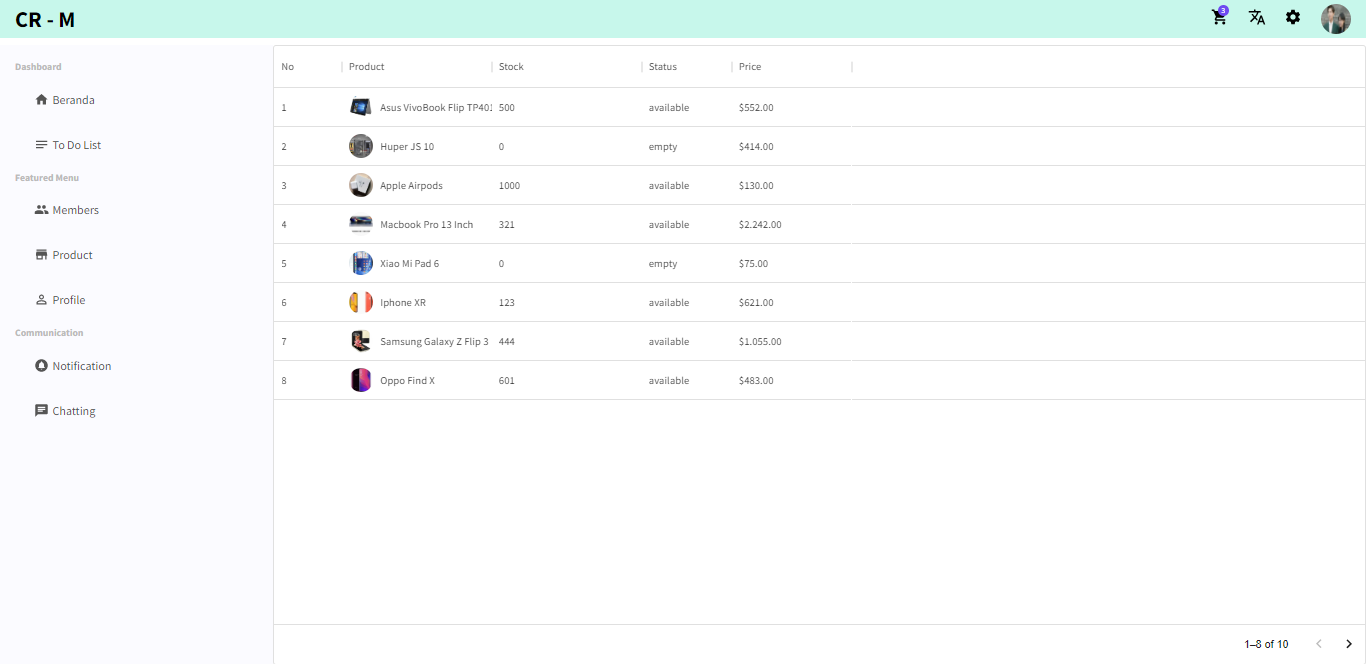 CR - M
3
Dashboard
Beranda
To Do List
Featured Menu
Members
Product
Profile
Communication
Notification
Chatting
No Product Stock Status Price
1 Asus VivoBook Flip TP401 500 available $552.00
2 Huper JS 10 0 empty $414.00
3 Apple Airpods 1000 available $130.00
4 Macbook Pro 13 Inch 321 available $2.242.00
5 Xiao Mi Pad 6 0 empty $75.00
6 Iphone XR 123 available $621.00
7 Samsung Galaxy Z Flip 3 444 available $1.055.00
8 Oppo Find X 601 available $483.00
1–8 of 10